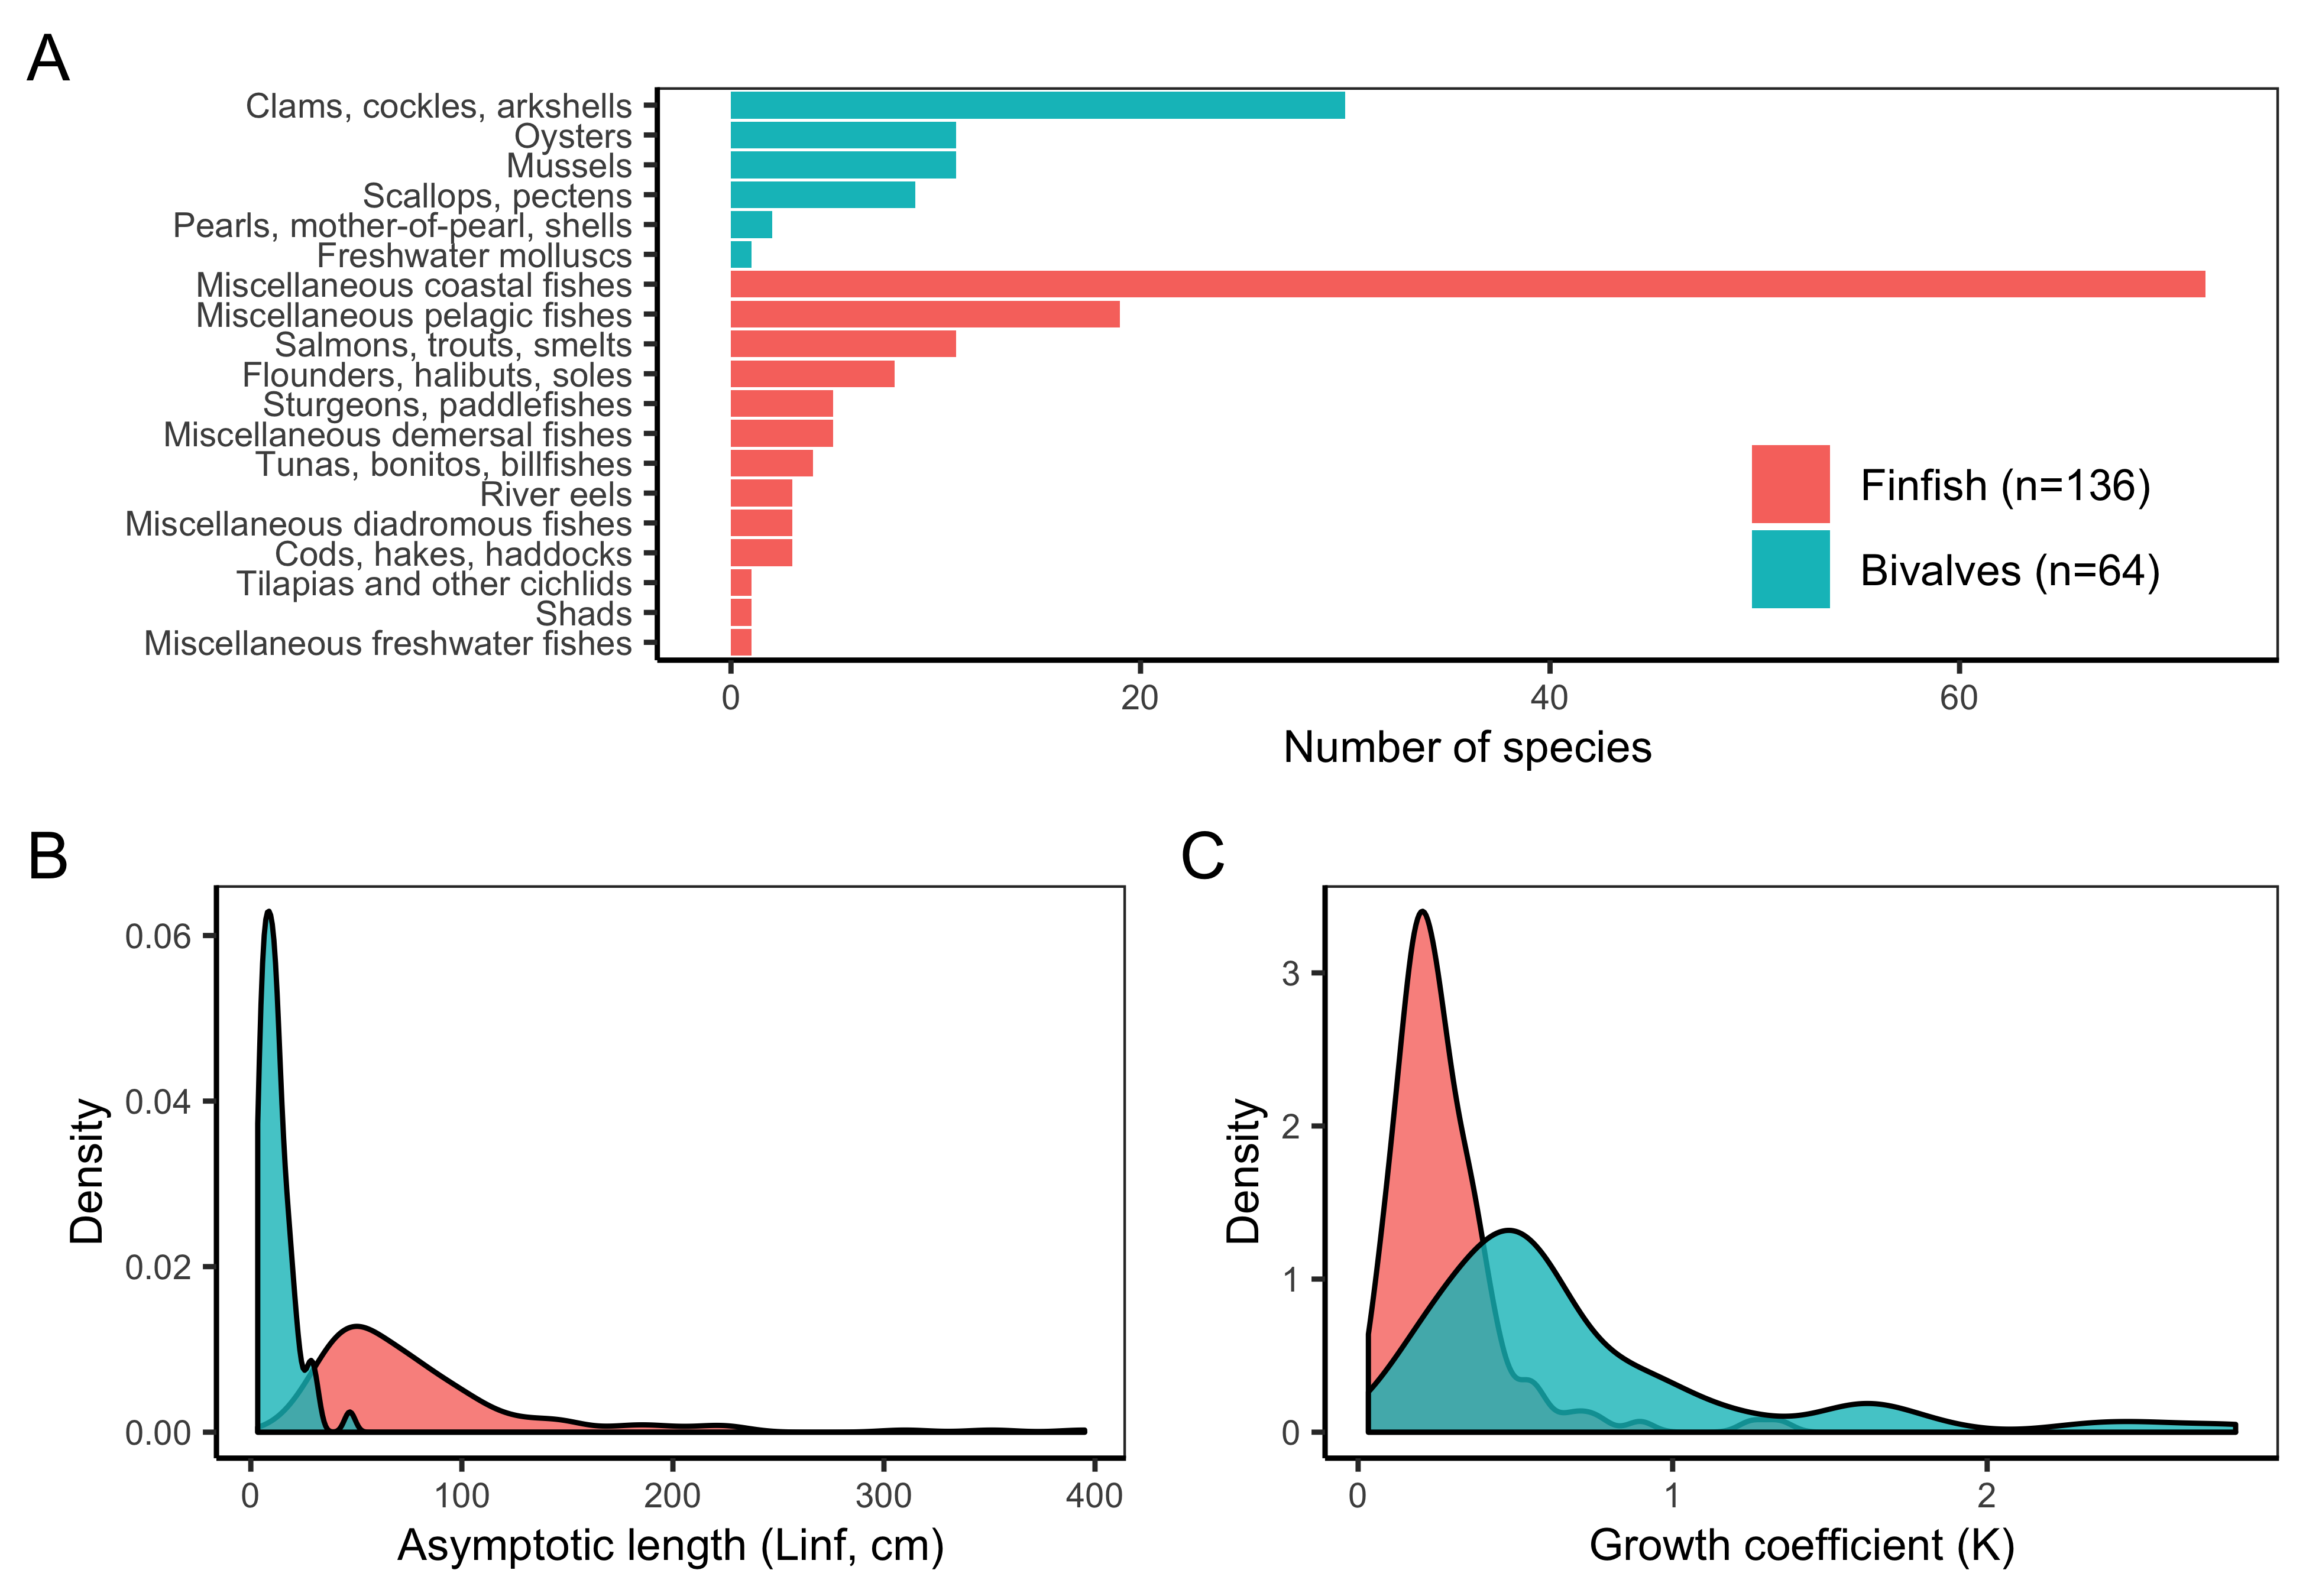 A
Clams, cockles, arkshells
Oysters
Mussels
Scallops, pectens
Pearls, mother-of-pearl, shells
Freshwater molluscs
Miscellaneous coastal fishes
Miscellaneous pelagic fishes
Salmons, trouts, smelts
Flounders, halibuts, soles
Sturgeons, paddlefishes
Miscellaneous demersal fishes
Tunas, bonitos, billfishes
River eels
Miscellaneous diadromous fishes
Cods, hakes, haddocks
Tilapias and other cichlids
Shads
Miscellaneous freshwater fishes
Finfish (n=136)
Bivalves (n=64)
0 20 40 60
Number of species
B
0.06
0.04
0.02
0.00
Density
0 100 200 300 400
Asymptotic length (Linf, cm)
C
3
2
1
0
Density
0 1 2
Growth coefficient (K)